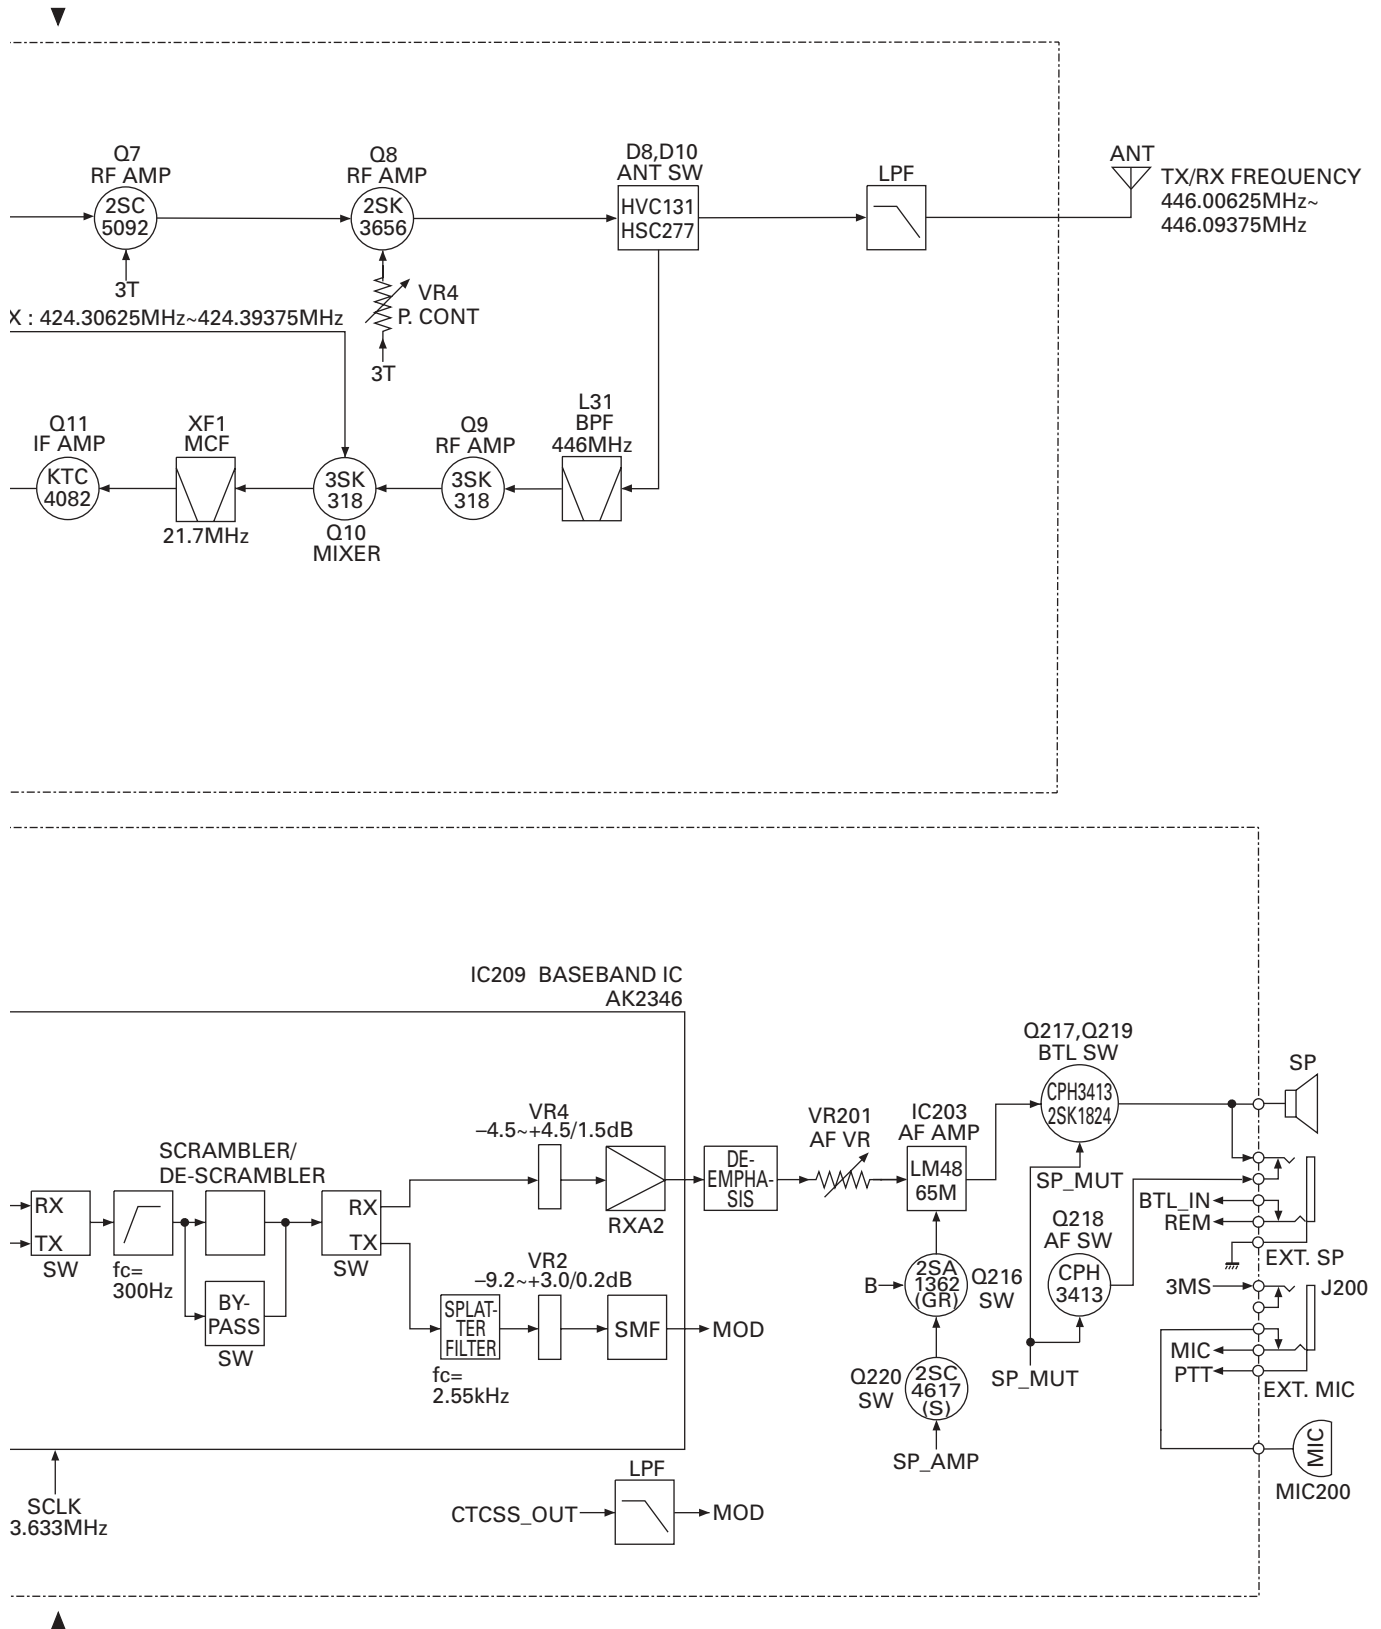 Q7
RF AMP
2SC
5092
3T
Q8
RF AMP
2SK
3656
VR4
P. CONT
3T
D8,D10
ANT SW
HVC131
HSC277
LPF
ANT
TX/RX FREQUENCY
446.00625MHz~
446.09375MHz
X : 424.30625MHz~424.39375MHz
Q11
IF AMP
KTC
4082
XF1
MCF
21.7MHz
3SK
318
Q10
MIXER
Q9
RF AMP
3SK
318
L31
BPF
446MHz
IC209 BASEBAND IC
AK2346
RX
TX
SW
fc=
300Hz
SCRAMBLER/
DE-SCRAMBLER
BY-
PASS
SW
RX
TX
SW
VR4
–4.5~+4.5/1.5dB
RXA2
SPLAT-
TER
FILTER
fc=
2.55kHz
VR2
–9.2~+3.0/0.2dB
SMF
MOD
DE-
EMPHA-
SIS
VR201
AF VR
IC203
AF AMP
LM48
65M
B
2SA
1362
(GR)
Q216
SW
Q220
SW
2SC
4617
(S)
SP_AMP
Q217,Q219
BTL SW
CPH3413
2SK1824
SP_MUT
Q218
AF SW
CPH
3413
SP_MUT
SP
BTL_IN
REM
EXT. SP
3MS
J200
MIC
PTT
EXT. MIC
MIC
MIC200
SCLK
3.633MHz
CTCSS_OUT
LPF
MOD